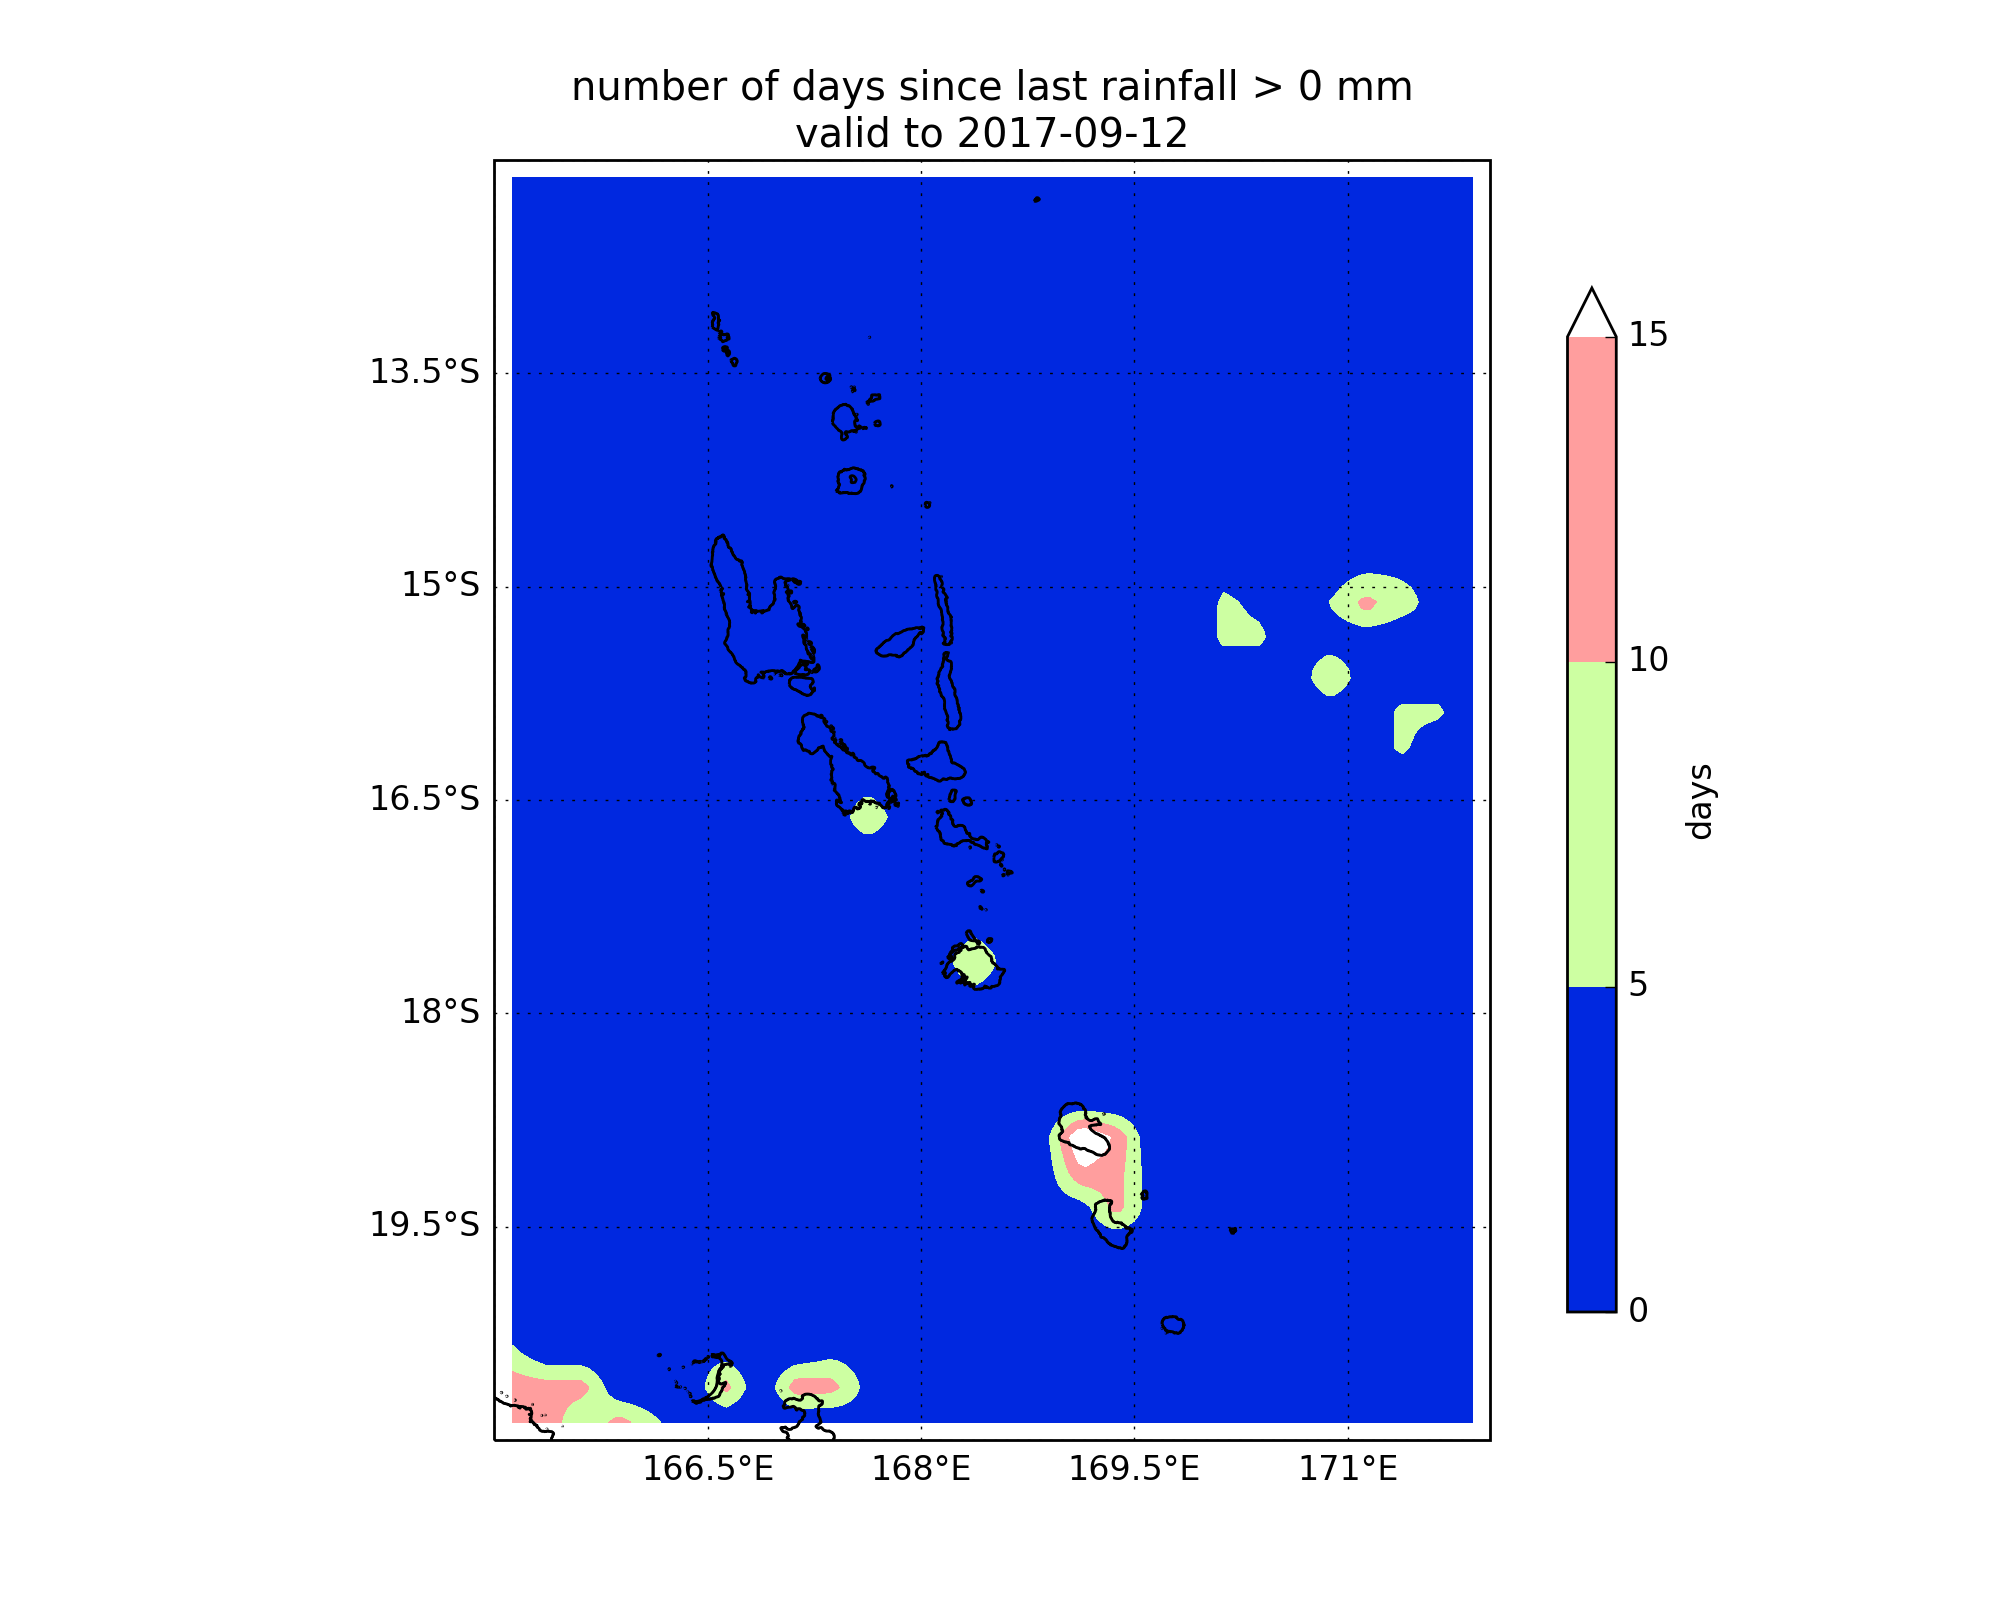 number of days since last rainfall > 0 mm
valid to 2017-09-12
13.5°S
15°S
16.5°S
18°S
19.5°S
166.5°E
168°E
169.5°E
171°E
15
10
5
0
days